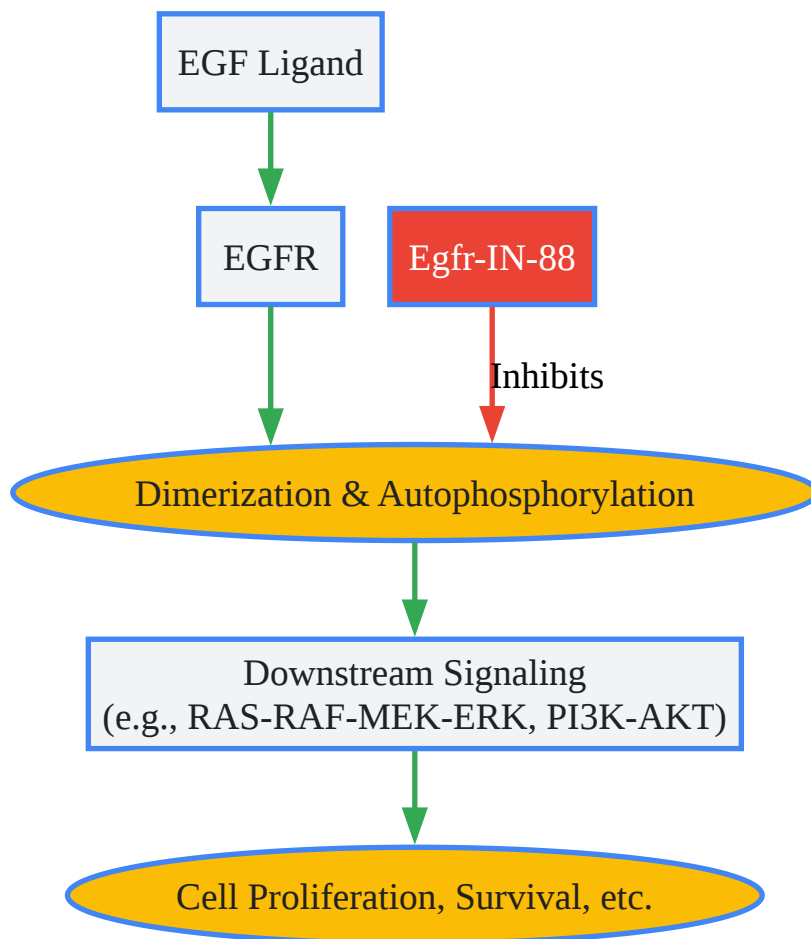 EGF Ligand
EGFR
Egfr-IN-88
Inhibits
Dimerization & Autophosphorylation
Downstream Signaling
(e.g., RAS-RAF-MEK-ERK, PI3K-AKT)
Cell Proliferation, Survival, etc.